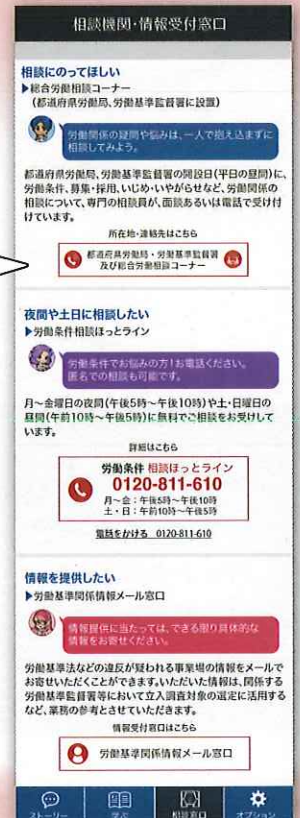 相談機関・情報受付窓口
相談にのってほしい
▶総合労働相談コーナー
(都道府県労働局、労働基準監督署に設置)
労働関係の疑問や悩みは、一人で抱え込まずに
相談してみよう。
都道府県労働局、労働基準監督署の開設日(平日の昼間)に、
労働条件、募集・採用、いじめ・いやがらせなど、労働関係の
相談について、専門の相談員が、面談あるいは電話で受け付
けています。
所在地・連絡先はこちら
都道府県労働局・労働基準監督署
及び総合労働相談コーナー
夜間や土日に相談したい
▶労働条件相談ほっとライン
労働条件でお悩みの方!お電話ください。
匿名での相談も可能です。
月~金曜日の夜間(午後5時~午後10時)や土・日曜日の
昼間(午前10時~午後5時)に無料でご相談をお受けして
います。
詳細はこちら
労働条件 相談ほっとライン
0120-811-610
月~金:午後5時~午後10時
土・日:午前10時~午後5時
電話をかける 0120-811-610
情報を提供したい
▶労働基準関係情報メール窓口
情報提供に当たっては、できる限り具体的な
情報をお寄せください。
労働基準法などの違反が疑われる事業場の情報をメールで
お寄せいただくことができます。いただいた情報は、関係する
労働基準監督署等において立入調査対象の選定に活用する
など、業務の参考とさせていただきます。
情報受付窓口はこちら
労働基準関係情報メール窓口
ストーリー
学ぶ
相談窓口
オプション